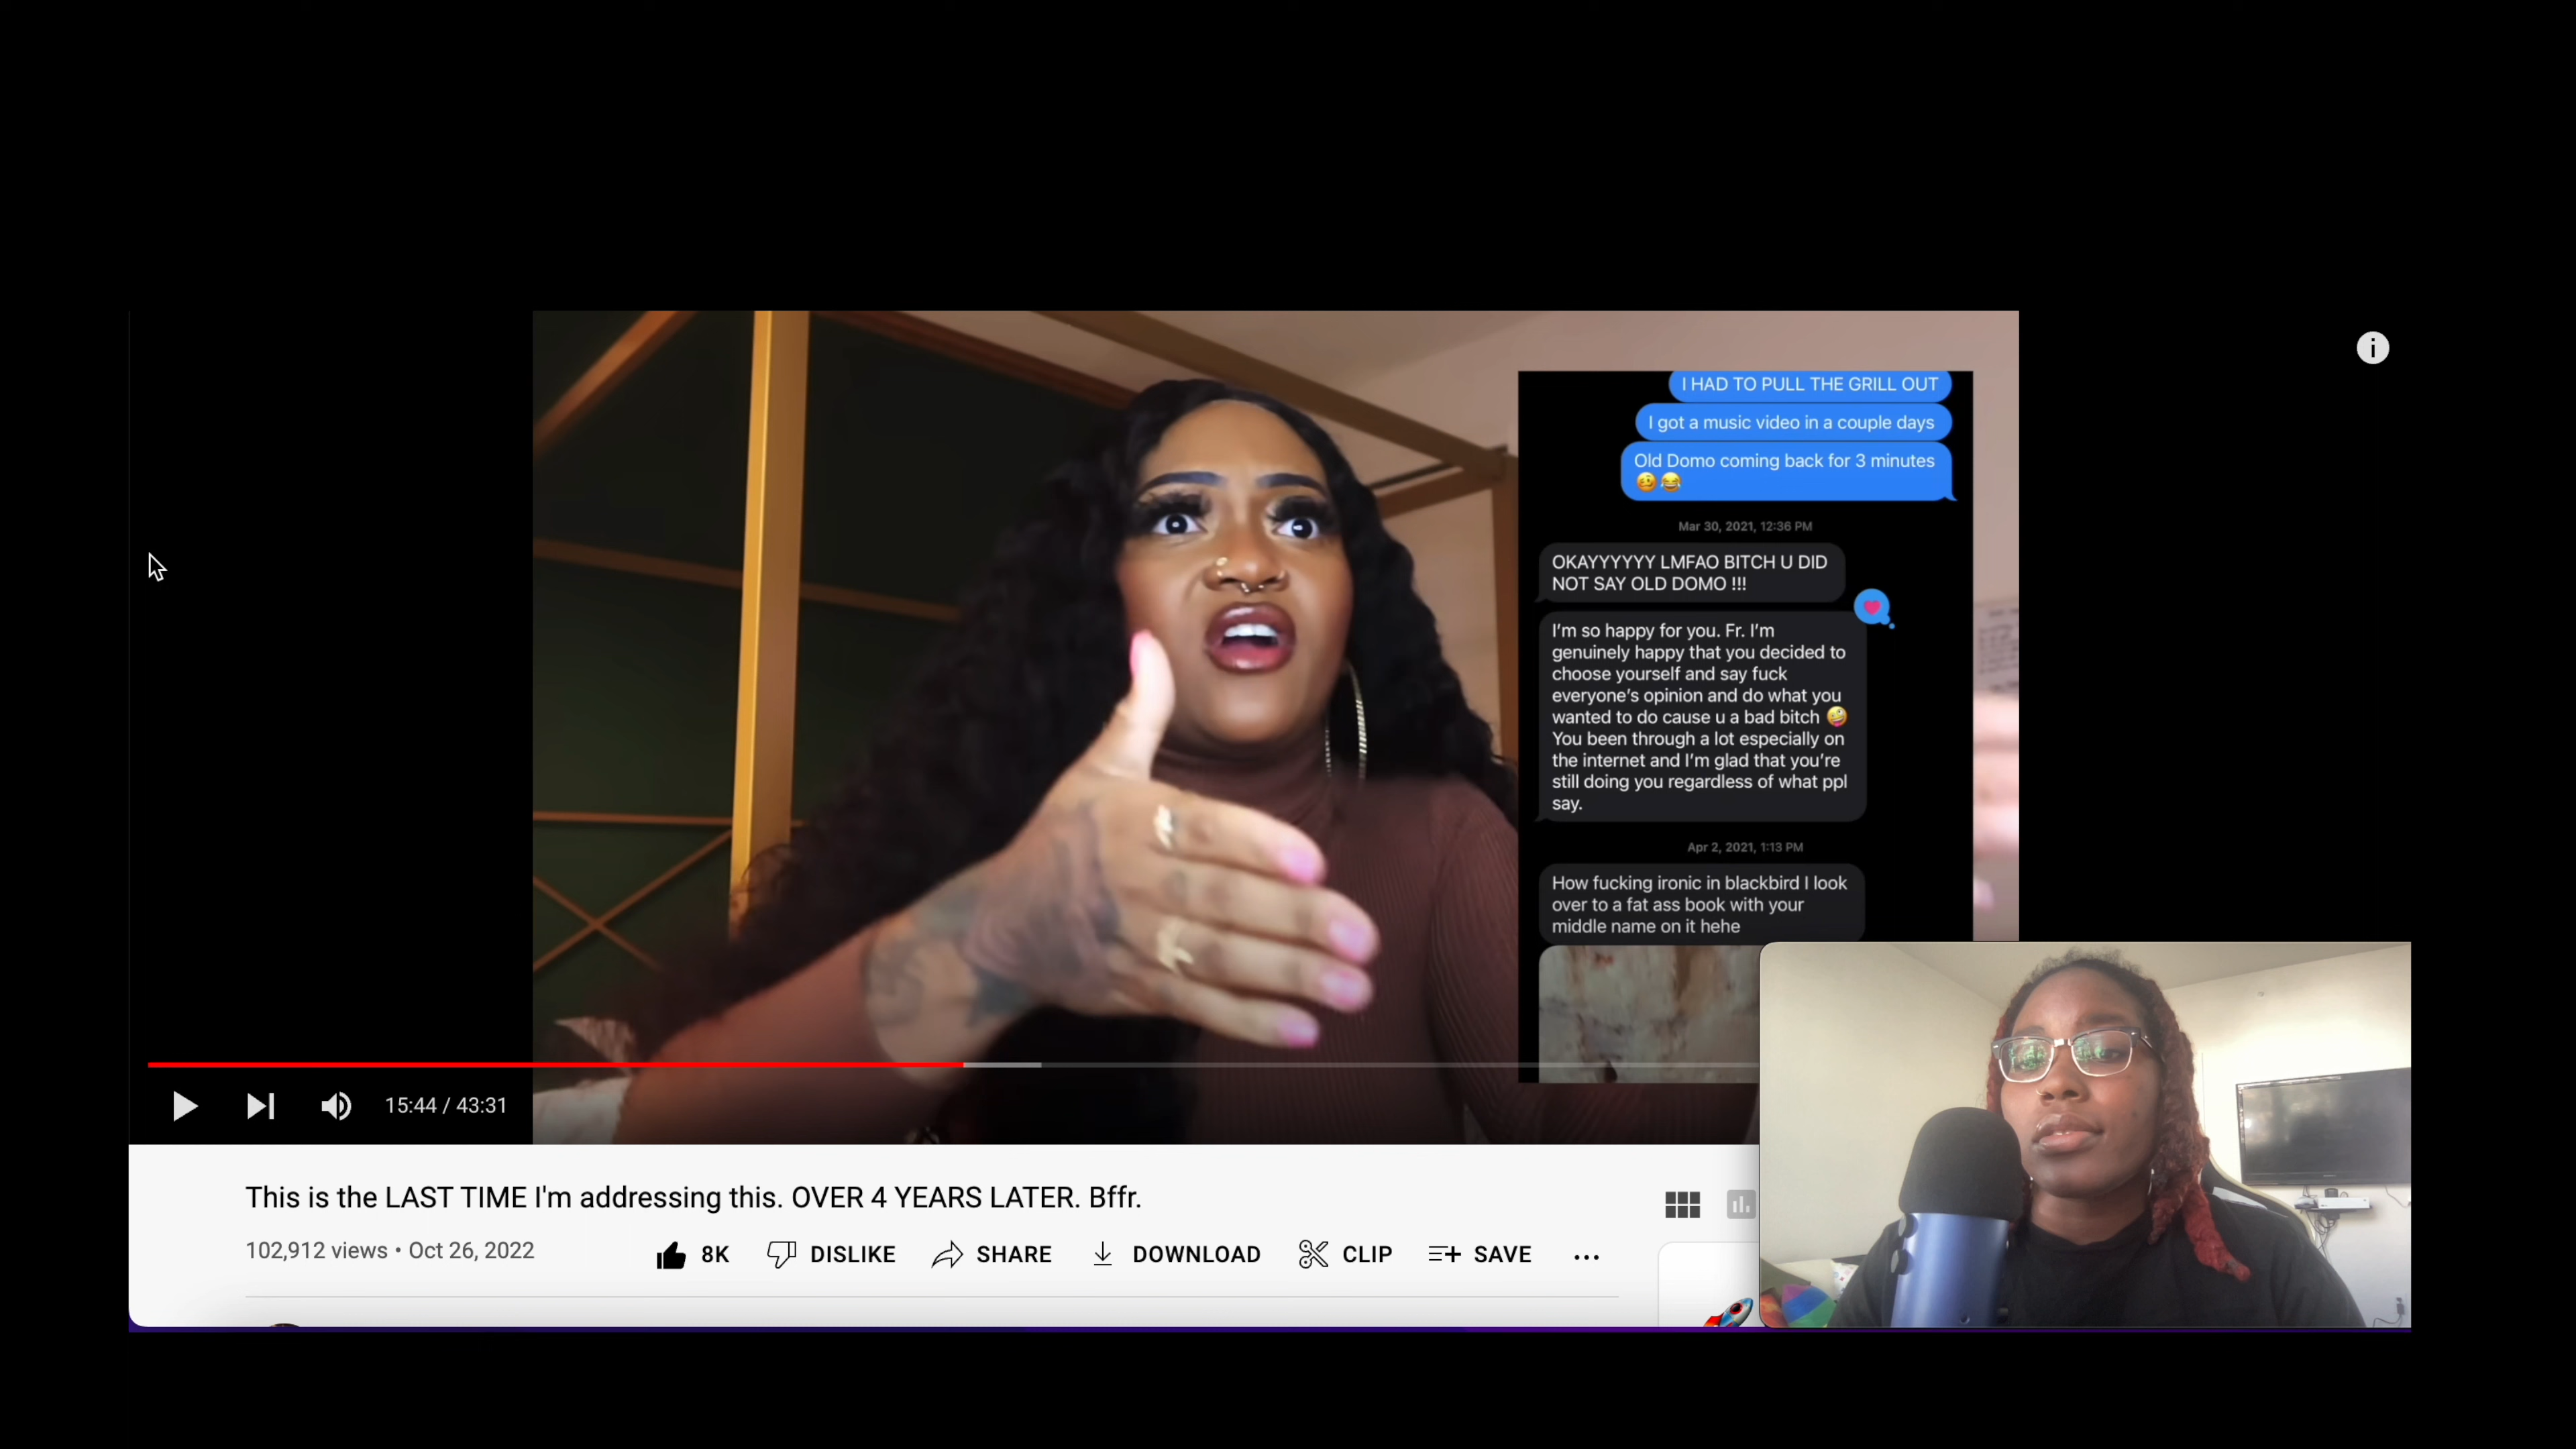 I HAD TO PULL THE GRILL OUT
I got a music video in a couple days
Old Domo coming back for 3 minutes
🥴😂
Mar 30, 2021, 12:36 PM
OKAYYYYYY LMFAO BITCH U DID
NOT SAY OLD DOMO !!!
I'm so happy for you. Fr. I'm
genuinely happy that you decided to
choose yourself and say fuck
everyone's opinion and do what you
wanted to do cause u a bad bitch 🤪
You been through a lot especially on
the internet and I'm glad that you're
still doing you regardless of what ppl
say.
Apr 2, 2021, 1:13 PM
How fucking ironic in blackbird I look
over to a fat ass book with your
middle name on it hehe
15:44 / 43:31
This is the LAST TIME I'm addressing this. OVER 4 YEARS LATER. Bffr.
102,912 views • Oct 26, 2022
8K
DISLIKE
SHARE
DOWNLOAD
CLIP
SAVE